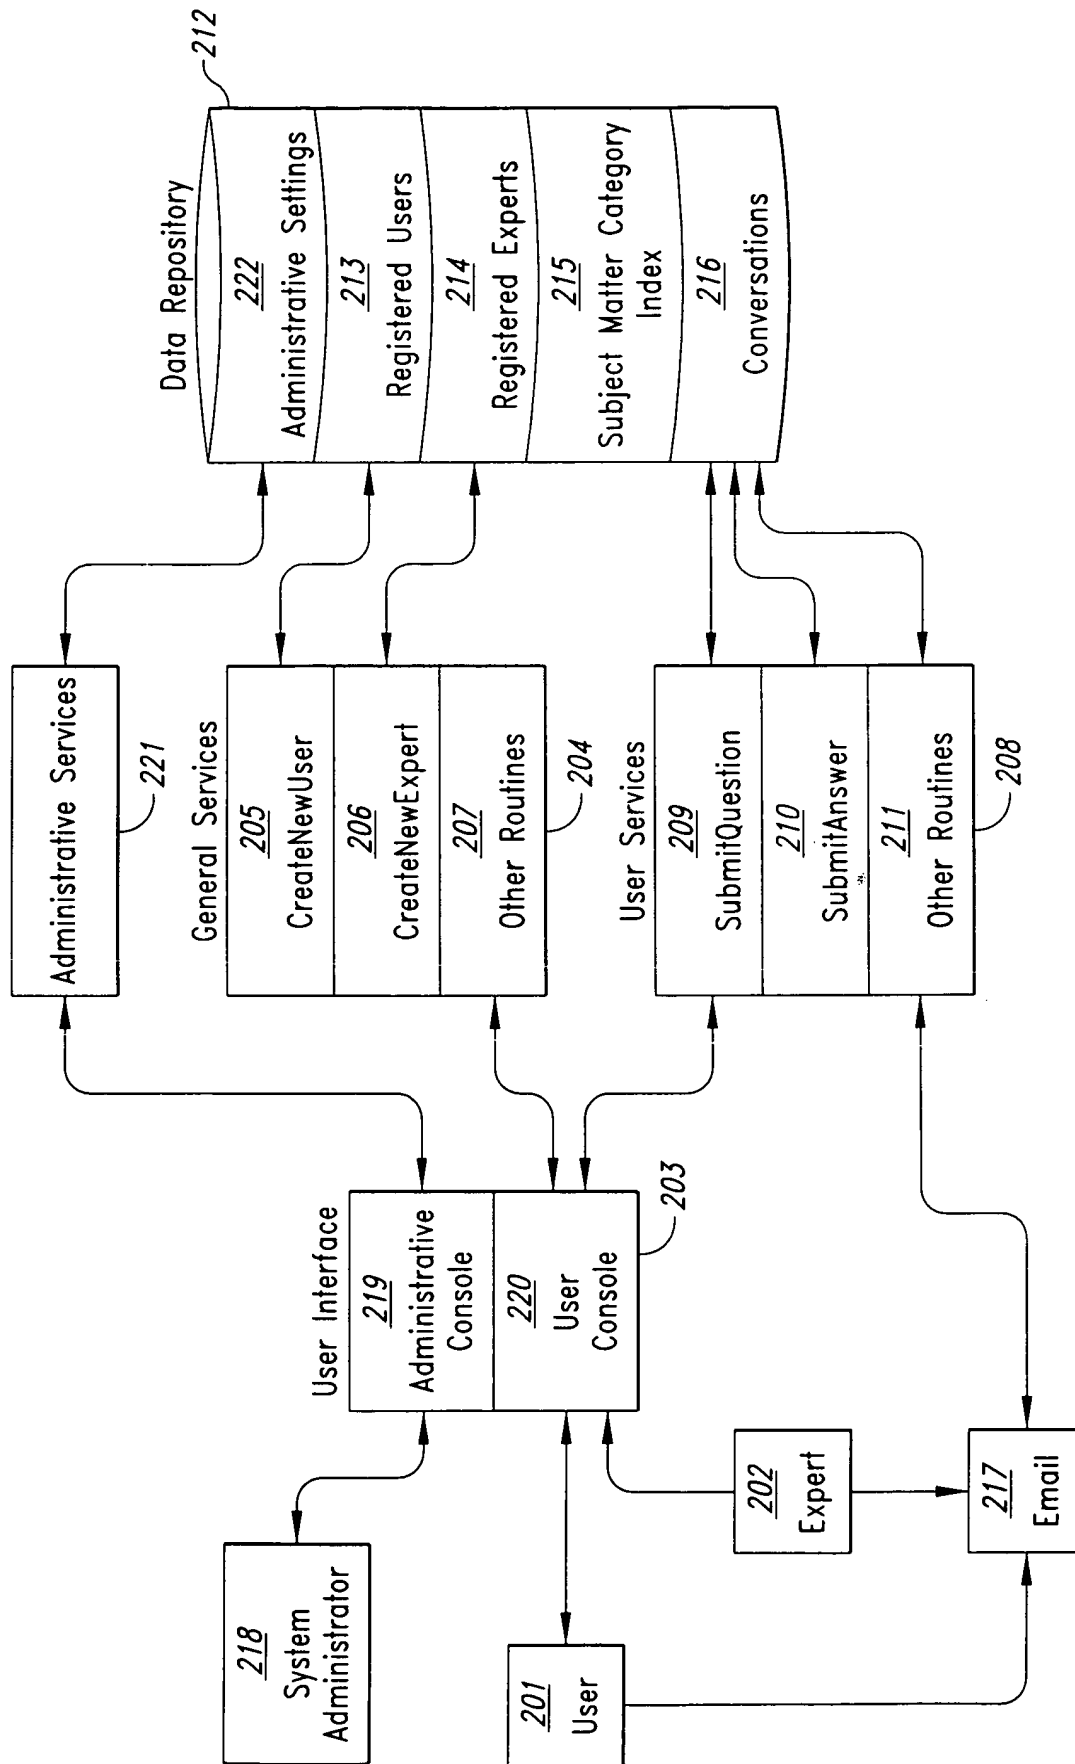 218
System
Administrator
201
User
202
Expert
217
Email
User Interface
219
Administrative
Console
220
User
Console
203
Administrative Services
221
General Services
205
CreateNewUser
206
CreateNewExpert
207
Other Routines
204
User Services
209
SubmitQuestion
210
SubmitAnswer
211
Other Routines
208
Data Repository
212
222
Administrative Settings
213
Registered Users
214
Registered Experts
215
Subject Matter Category
Index
216
Conversations